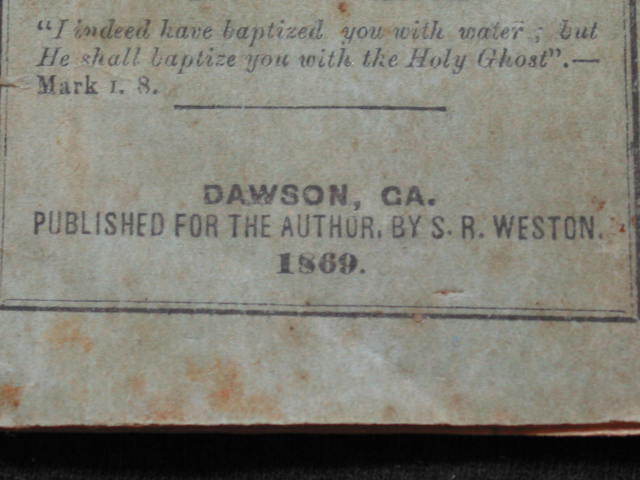 “I indeed have baptized you with water; but
He shall baptize you with the Holy Ghost”.—
Mark I. 8.
DAWSON, GA.
PUBLISHED FOR THE AUTHOR, BY S. R. WESTON.
1869.